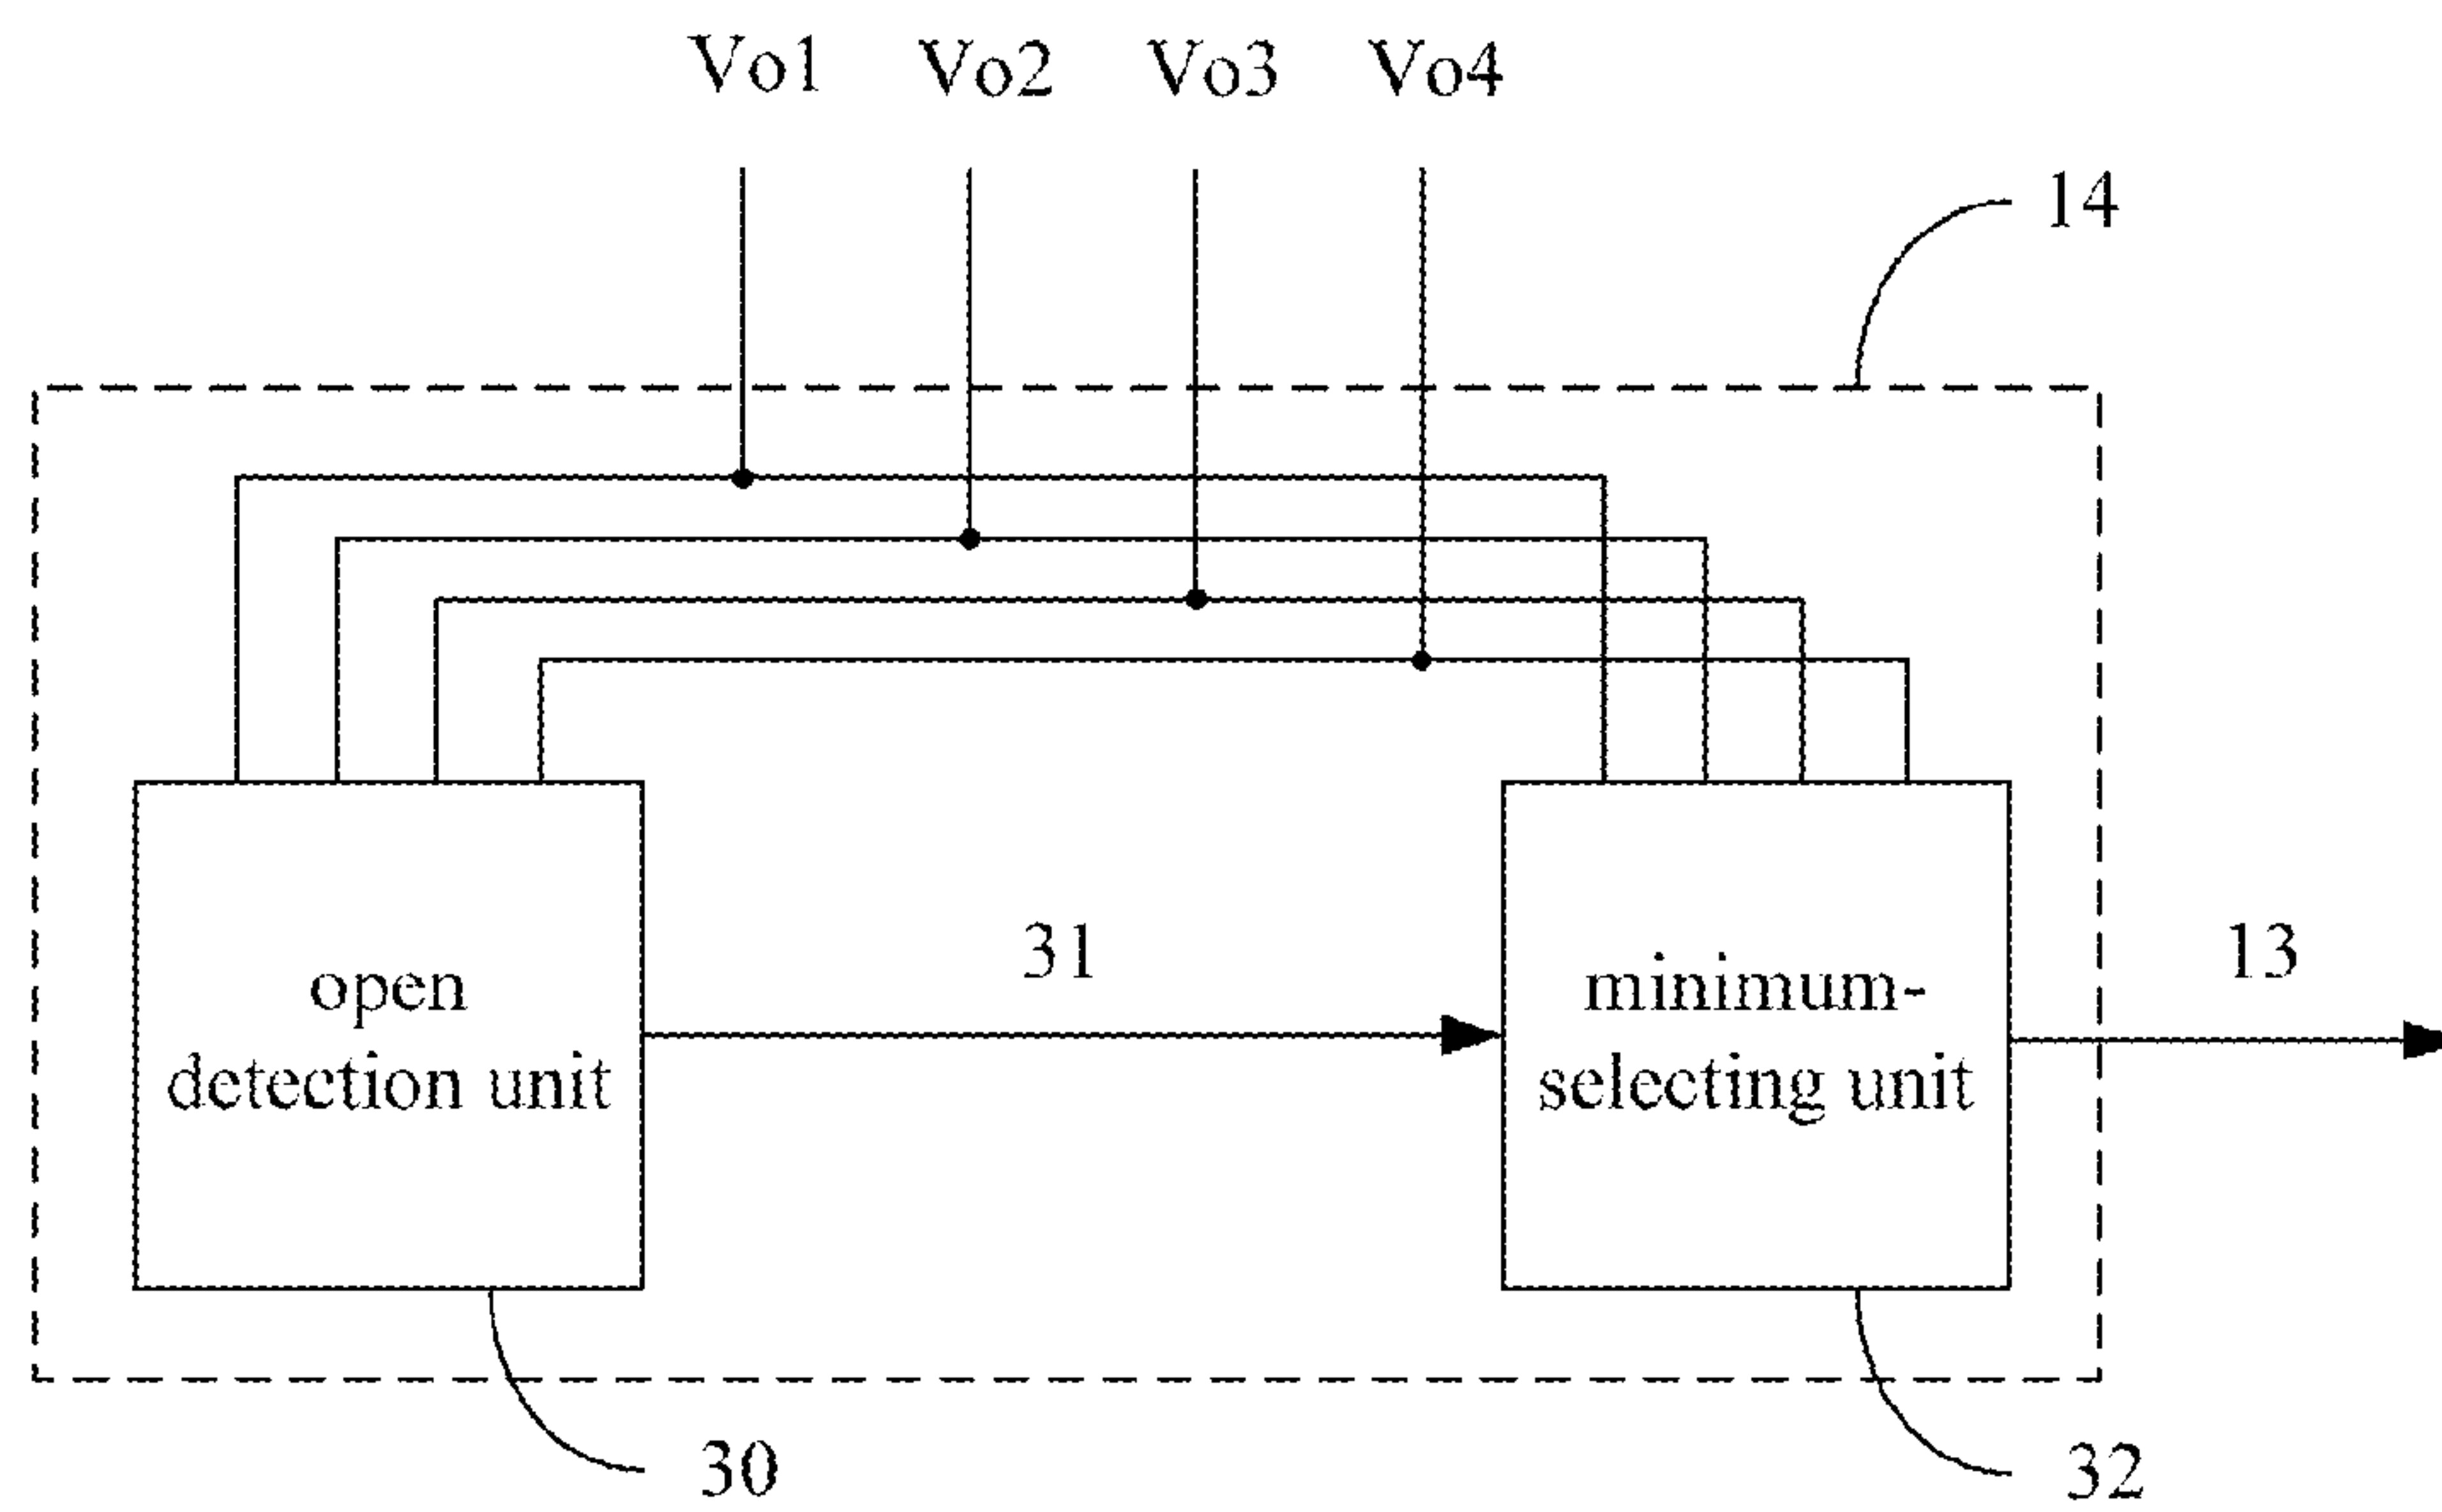 Vo1 Vo2 Vo3 Vo4
14
31
13
open
detection unit
minimum-
selecting unit
30
32